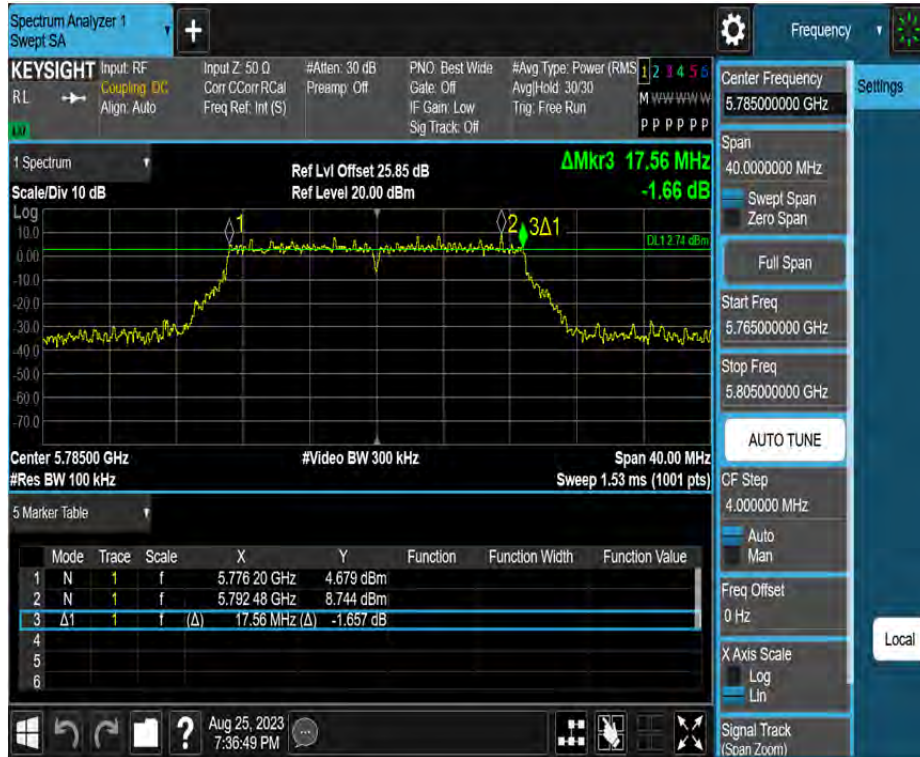 Spectrum Analyzer 1
Swept SA
+
Frequency
KEYSIGHT
RL
Input: RF
Coupling: DC
Align: Auto
Input Z: 50 Ω
Corr CCorr RCal
Freq Ref: Int (S)
#Atten: 30 dB
Preamp: Off
PNO: Best Wide
Gate: Off
IF Gain: Low
Sig Track: Off
#Avg Type: Power (RMS
Avg|Hold: 30/30
Trig: Free Run
1 2 3 4 5 6
M W W W W W
P P P P P P
Center Frequency
5.785000000 GHz
Settings
Span
40.0000000 MHz
Swept Span
Zero Span
Full Span
Start Freq
5.765000000 GHz
Stop Freq
5.805000000 GHz
AUTO TUNE
CF Step
4.000000 MHz
Auto
Man
Freq Offset
0 Hz
Local
X Axis Scale
Log
Lin
Signal Track
(Span Zoom)
1 Spectrum
Scale/Div 10 dB
Ref Lvl Offset 25.85 dB
Ref Level 20.00 dBm
ΔMkr3 17.56 MHz
-1.66 dB
Log
10.0
0.00
-10.0
-20.0
-30.0
-40.0
-50.0
-60.0
-70.0
1
2
3Δ1
DL1 2.74 dBm
Center 5.78500 GHz
#Video BW 300 kHz
Span 40.00 MHz
#Res BW 100 kHz
Sweep 1.53 ms (1001 pts)
5 Marker Table
Mode Trace Scale X Y Function Function Width Function Value
1 N 1 f 5.776 20 GHz 4.679 dBm
2 N 1 f 5.792 48 GHz 8.744 dBm
3 Δ1 1 f (Δ) 17.56 MHz (Δ) -1.657 dB
4
5
6
?
Aug 25, 2023
7:36:49 PM